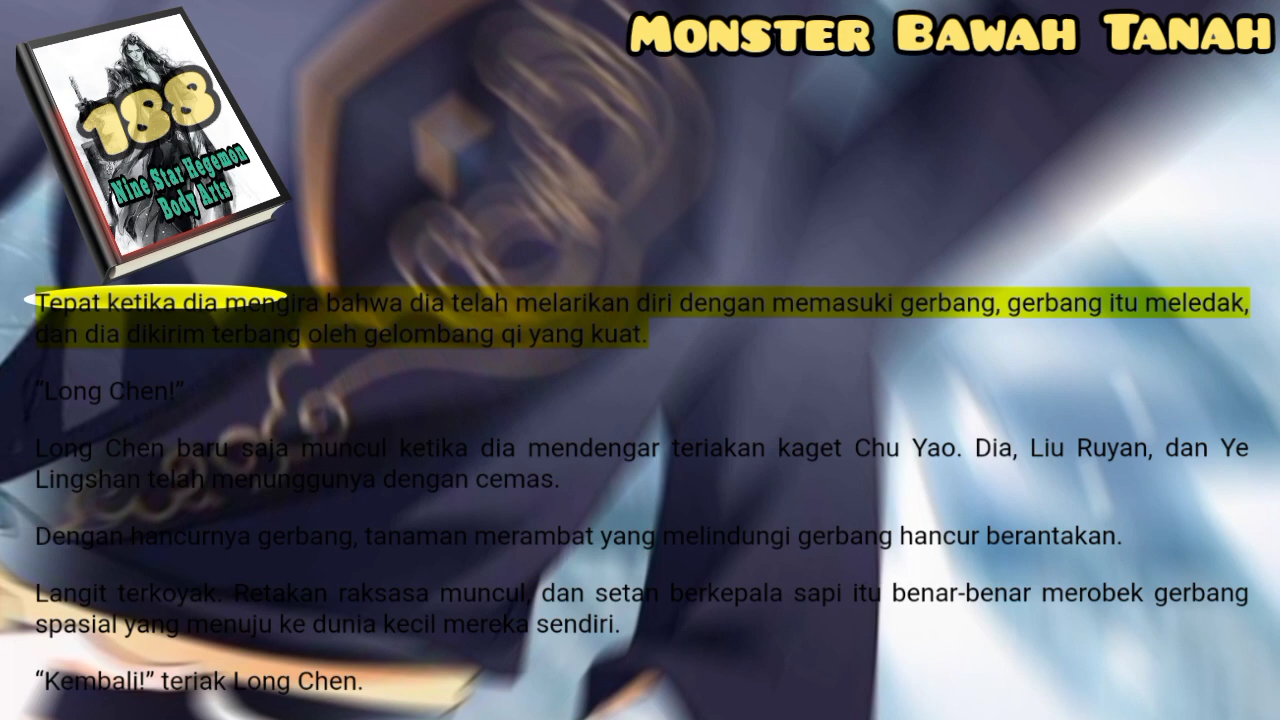 Monster Bawah Tanah
188
Nine Star Hegemon
Body Arts
Tepat ketika dia mengira bahwa dia telah melarikan diri dengan memasuki gerbang, gerbang itu meledak,
dan dia dikirim terbang oleh gelombang qi yang kuat.
“Long Chen!”
Long Chen baru saja muncul ketika dia mendengar teriakan kaget Chu Yao. Dia, Liu Ruyan, dan Ye
Lingshan telah menunggunya dengan cemas.
Dengan hancurnya gerbang, tanaman merambat yang melindungi gerbang hancur berantakan.
Langit terkoyak. Retakan raksasa muncul, dan setan berkepala sapi itu benar-benar merobek gerbang
spasial yang menuju ke dunia kecil mereka sendiri.
“Kembali!” teriak Long Chen.